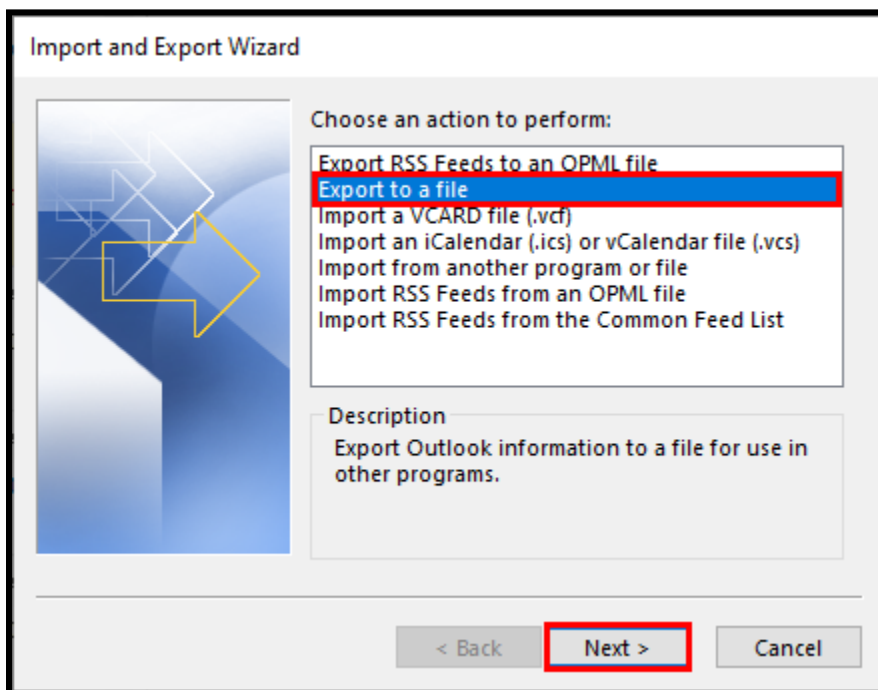 Import and Export Wizard
Choose an action to perform:
Export RSS Feeds to an OPML file
Export to a file
Import a VCARD file (.vcf)
Import an iCalendar (.ics) or vCalendar file (.vcs)
Import from another program or file
Import RSS Feeds from an OPML file
Import RSS Feeds from the Common Feed List
Description
Export Outlook information to a file for use in
other programs.
< Back Next > Cancel